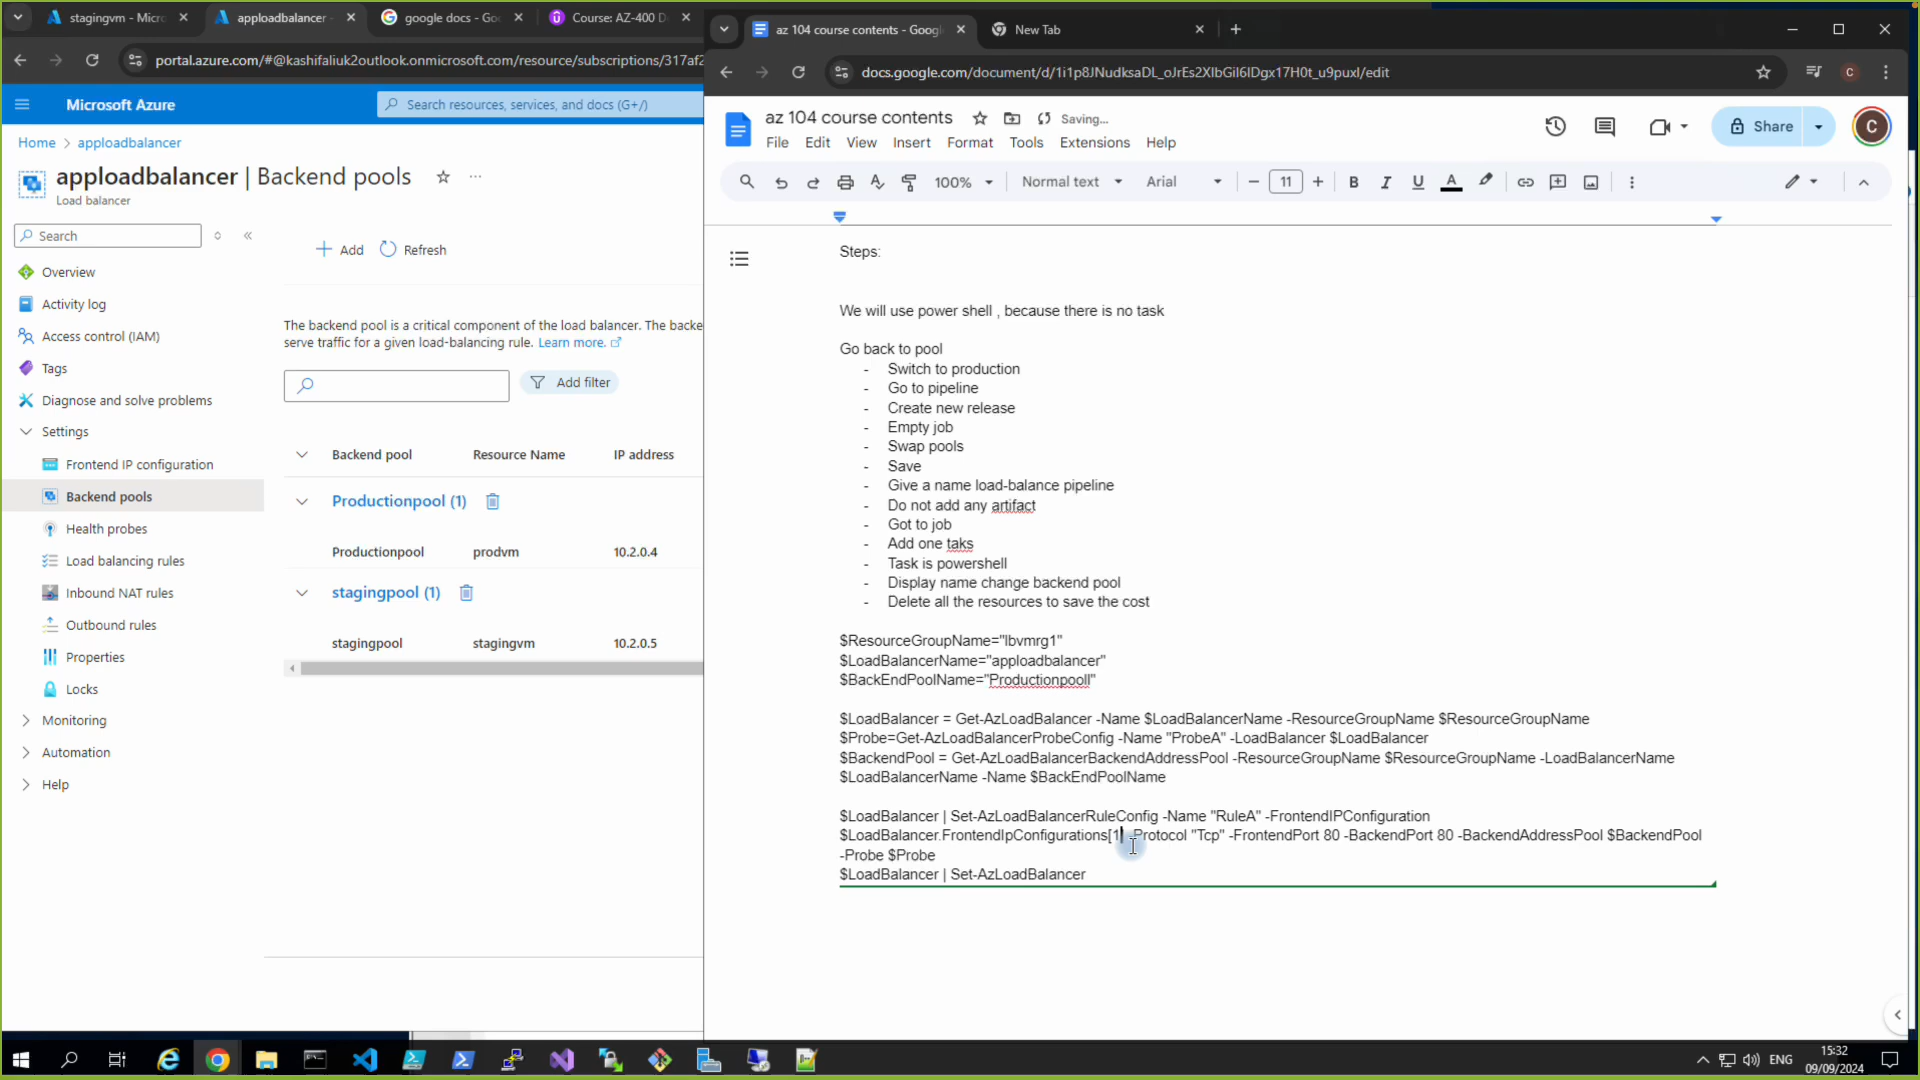 stagingvm - Micro
apploadbalancer -
google docs - Goo
Course: AZ-400 D
portal.azure.com/#@kashifaliuk2outlook.onmicrosoft.com/resource/subscriptions/317af2
Microsoft Azure
Search resources, services, and docs (G+/)
Home > apploadbalancer
apploadbalancer | Backend pools
Load balancer
Search
Overview
Activity log
Access control (IAM)
Tags
Diagnose and solve problems
Settings
Frontend IP configuration
Backend pools
Health probes
Load balancing rules
Inbound NAT rules
Outbound rules
Properties
Locks
Monitoring
Automation
Help
Add
Refresh
The backend pool is a critical component of the load balancer. The backe
serve traffic for a given load-balancing rule. Learn more.
Add filter
Backend pool Resource Name IP address
Productionpool (1)
Productionpool prodvm 10.2.0.4
stagingpool (1)
stagingpool stagingvm 10.2.0.5
az 104 course contents - Googl
New Tab
docs.google.com/document/d/1i1p8JNudksaDL_oJrEs2XlbGil6lDgx17H0t_u9puxI/edit
az 104 course contents
Saving...
File Edit View Insert Format Tools Extensions Help
Share
C
100% Normal text Arial 11
Steps:
We will use power shell , because there is no task
Go back to pool
- Switch to production
- Go to pipeline
- Create new release
- Empty job
- Swap pools
- Save
- Give a name load-balance pipeline
- Do not add any artifact
- Got to job
- Add one taks
- Task is powershell
- Display name change backend pool
- Delete all the resources to save the cost
$ResourceGroupName="lbvmrg1"
$LoadBalancerName="apploadbalancer"
$BackEndPoolName="Productionpooll"
$LoadBalancer = Get-AzLoadBalancer -Name $LoadBalancerName -ResourceGroupName $ResourceGroupName
$Probe=Get-AzLoadBalancerProbeConfig -Name "ProbeA" -LoadBalancer $LoadBalancer
$BackendPool = Get-AzLoadBalancerBackendAddressPool -ResourceGroupName $ResourceGroupName -LoadBalancerName
$LoadBalancerName -Name $BackEndPoolName
$LoadBalancer | Set-AzLoadBalancerRuleConfig -Name "RuleA" -FrontendIPConfiguration
$LoadBalancer.FrontendIpConfigurations[1] -Protocol "Tcp" -FrontendPort 80 -BackendPort 80 -BackendAddressPool $BackendPool
-Probe $Probe
$LoadBalancer | Set-AzLoadBalancer
ENG
15:32
09/09/2024